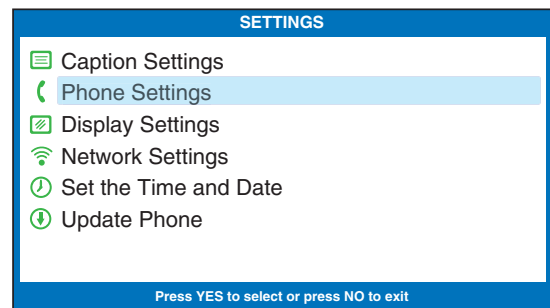 SETTINGS
Caption Settings
Phone Settings
Display Settings
Network Settings
Set the Time and Date
Update Phone
Press YES to select or press NO to exit